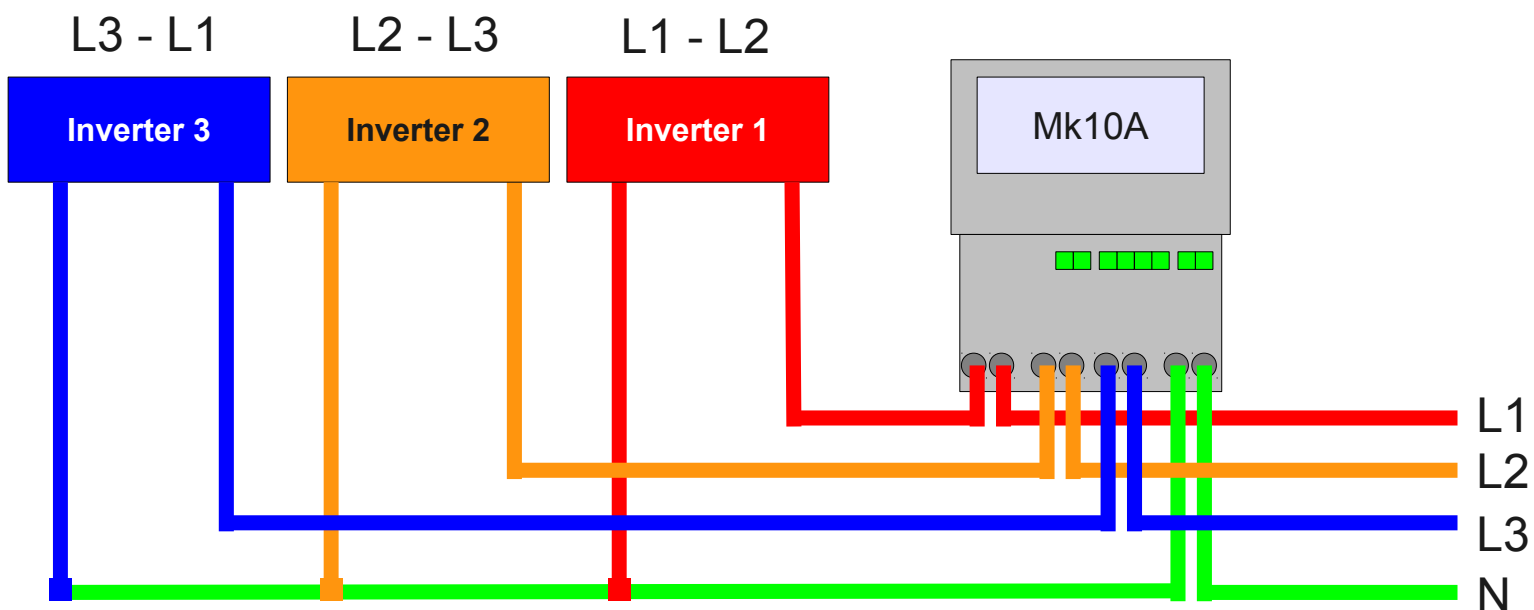 L3 - L1
L2 - L3
L1 - L2
Inverter 3
Inverter 2
Inverter 1
Mk10A
L1
L2
L3
N